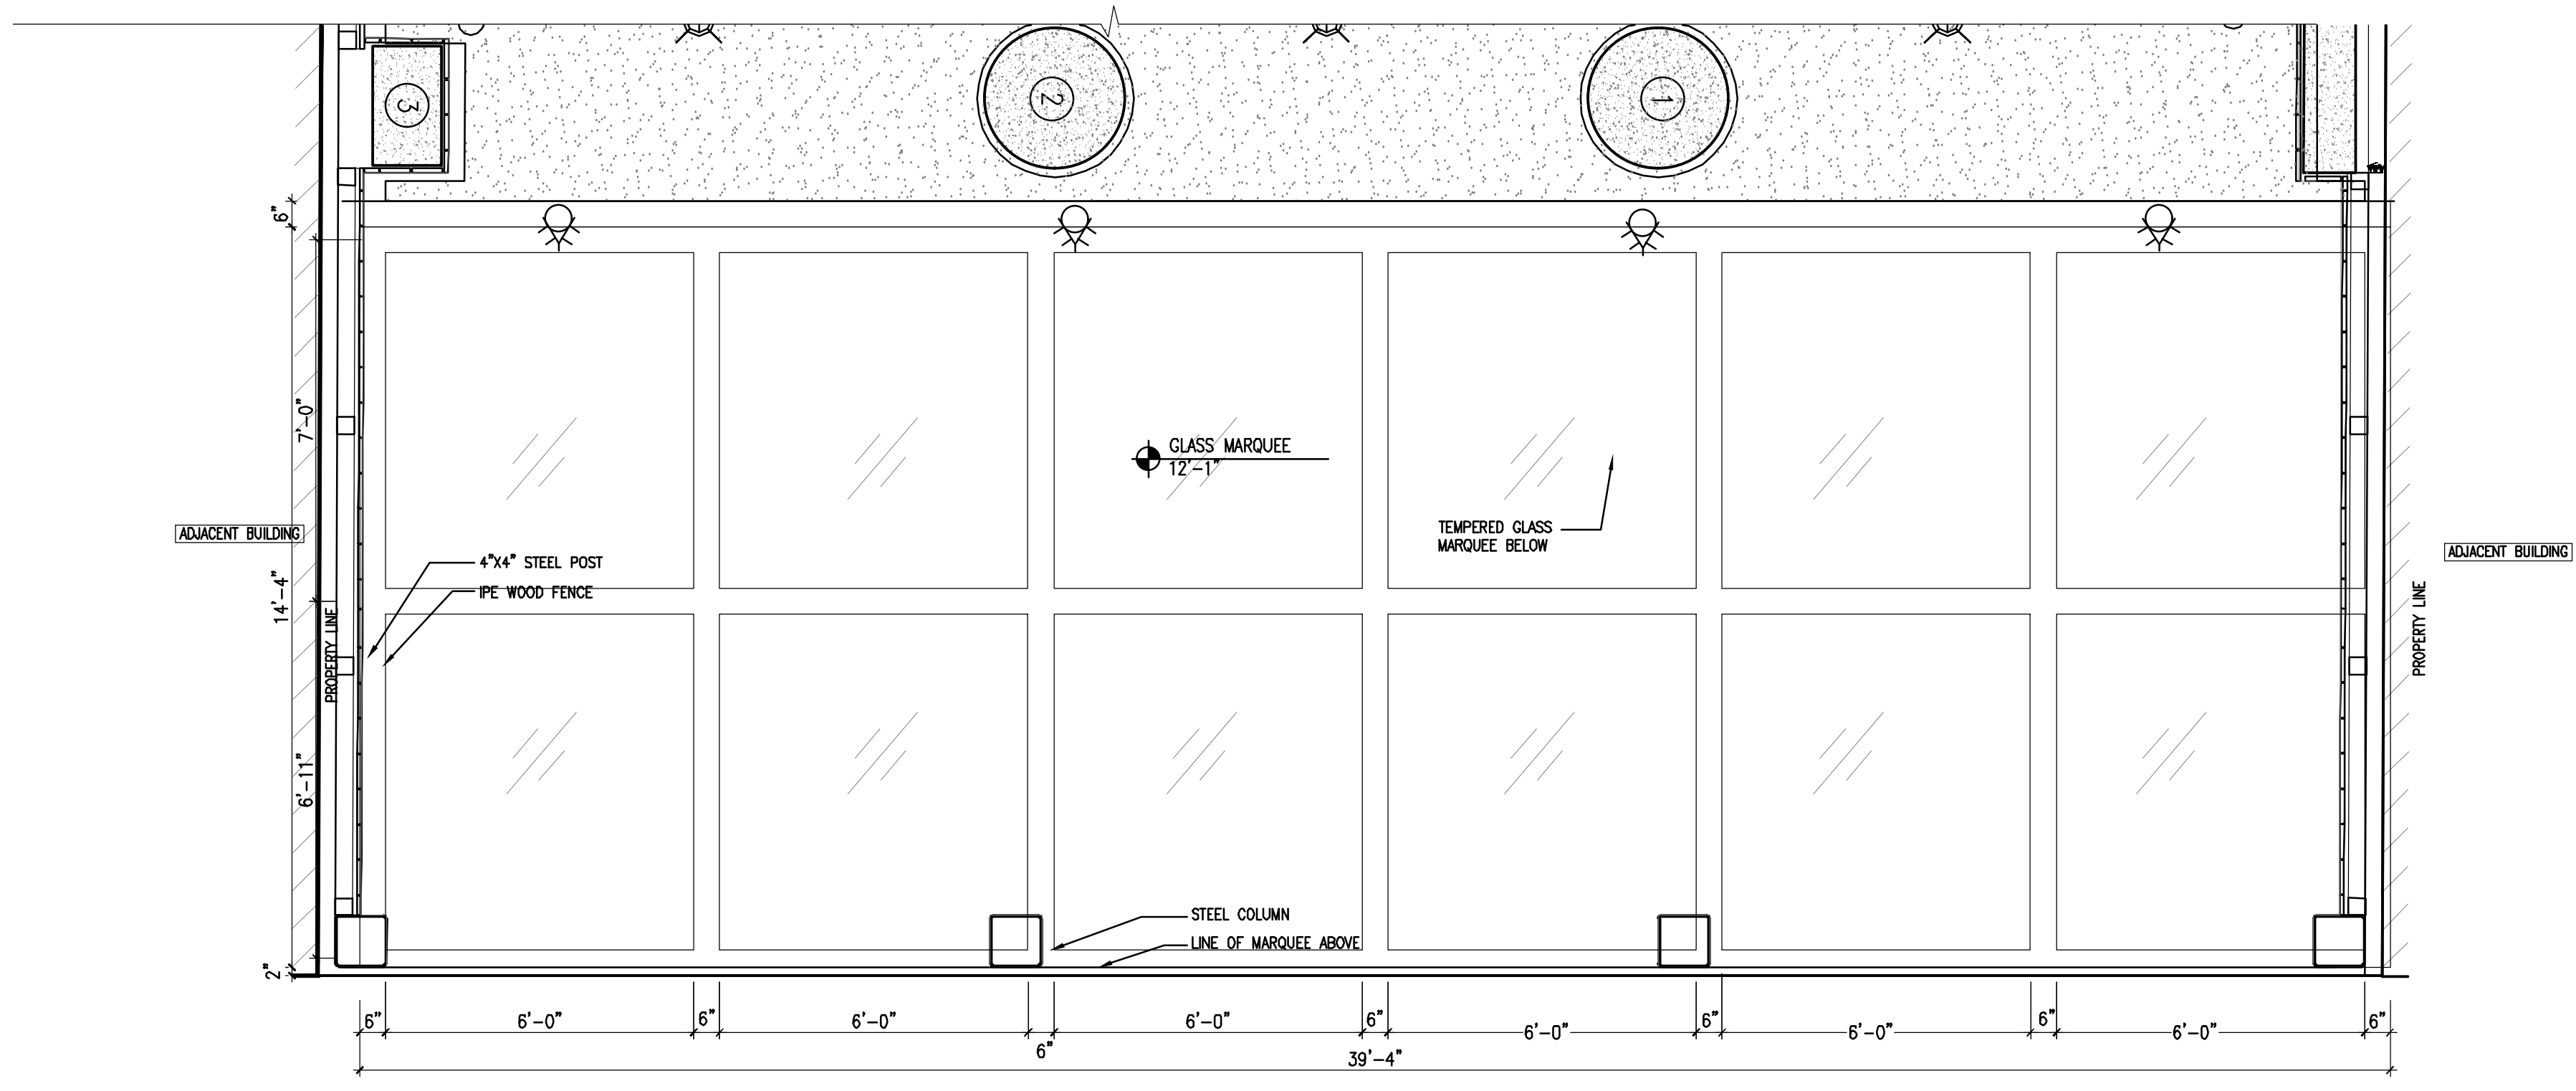 3
2
1
6"
7'-0"
GLASS MARQUEE
12'-1"
TEMPERED GLASS
MARQUEE BELOW
ADJACENT BUILDING
ADJACENT BUILDING
4"X4" STEEL POST
IPE WOOD FENCE
14'-4"
PROPERTY LINE
PROPERTY LINE
6'-11"
STEEL COLUMN
LINE OF MARQUEE ABOVE
2"
6" 6'-0" 6" 6'-0" 6" 6'-0" 6" 6'-0" 6" 6'-0" 6" 6'-0" 6"
39'-4"